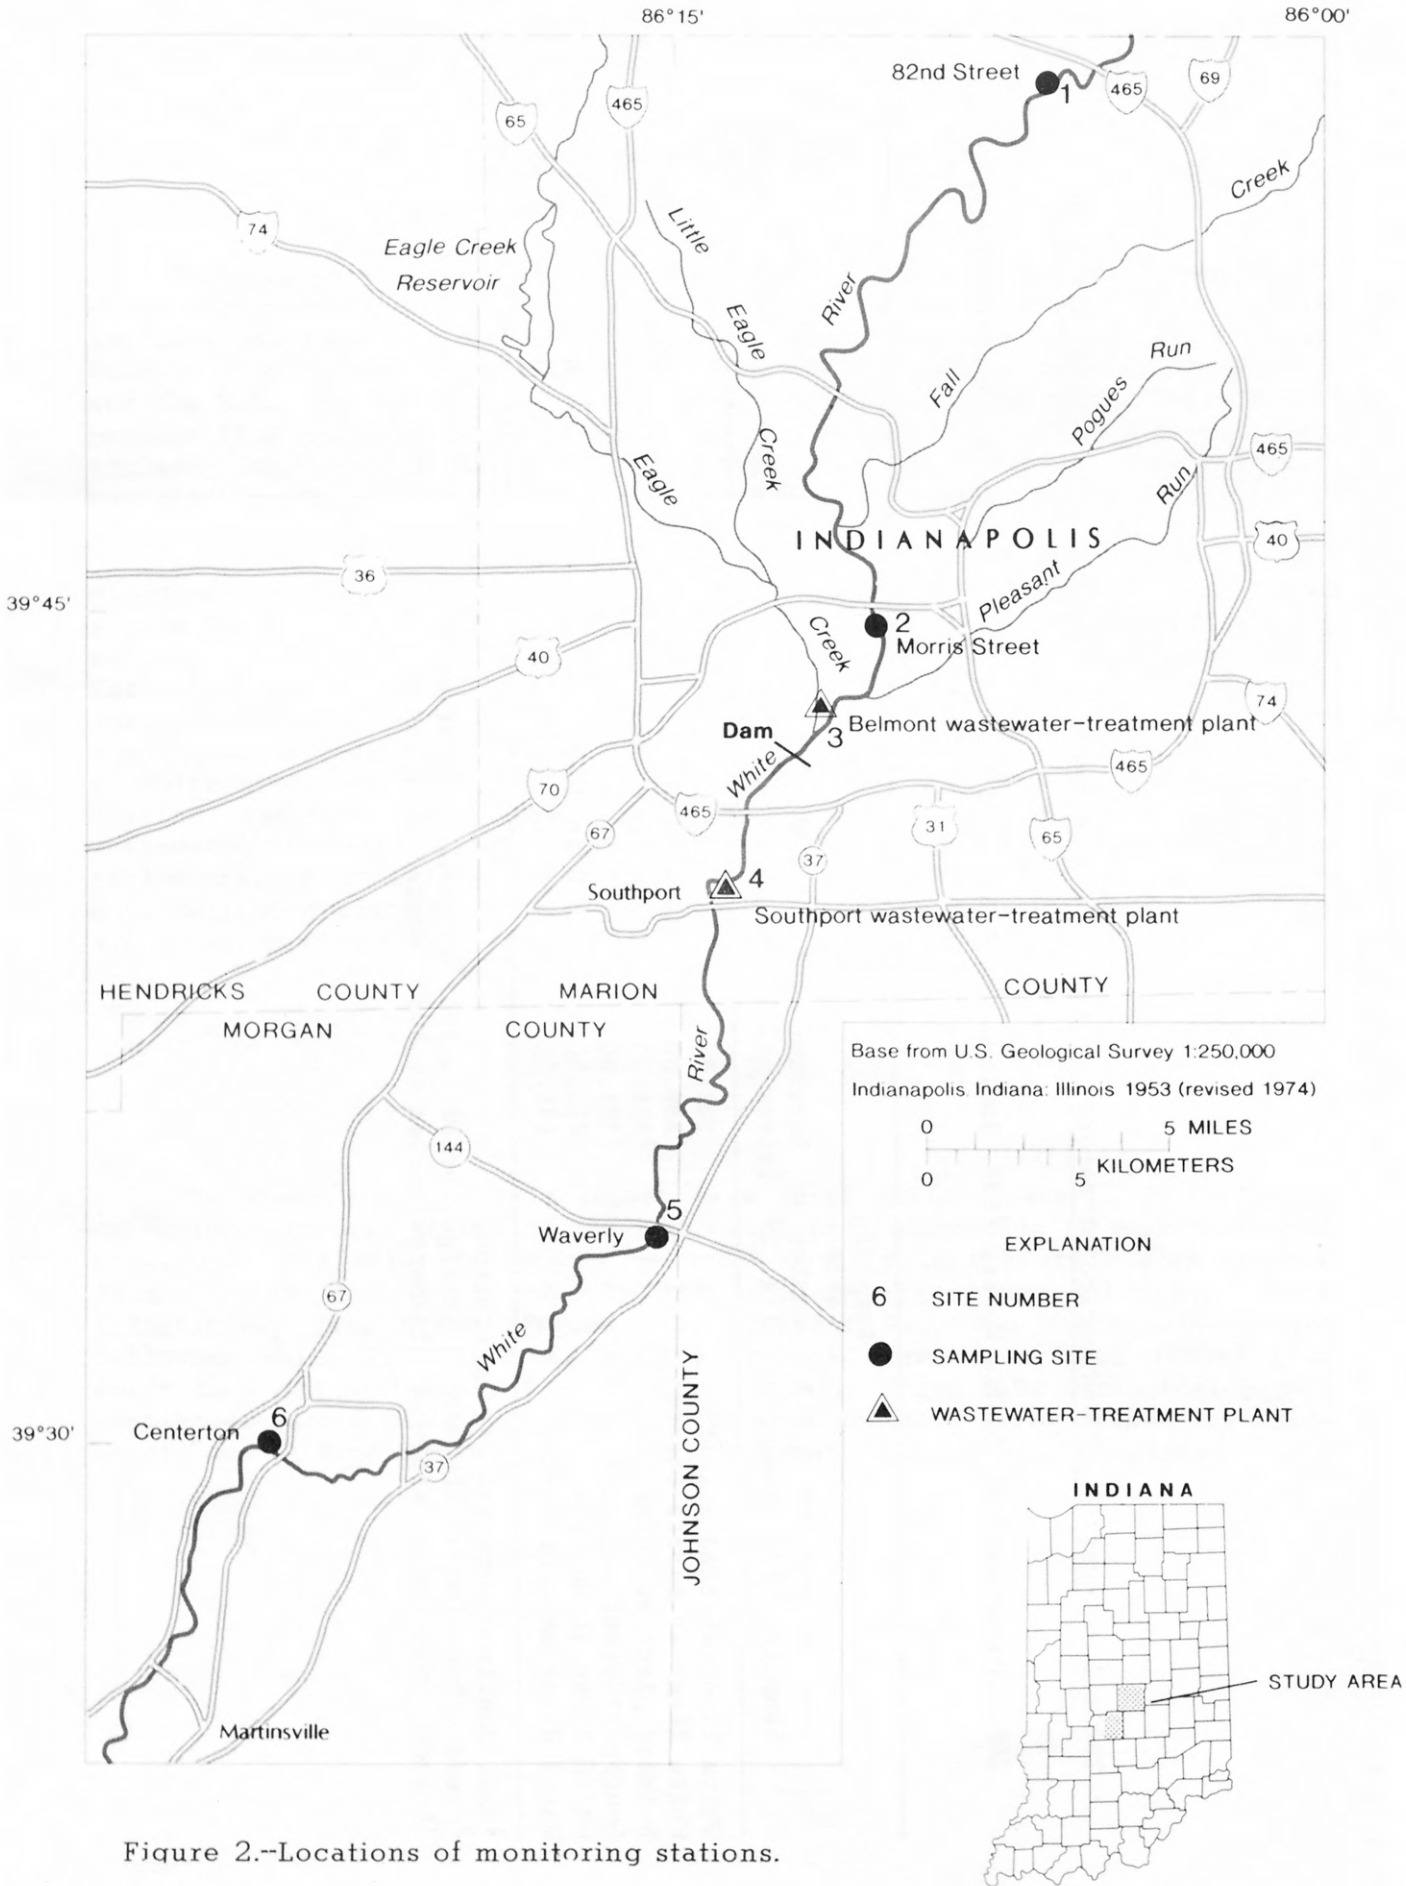 86°15'
86°00'
82nd Street
1
465
69
65
465
Creek
74
Little
Eagle Creek
Reservoir
River
Eagle
Run
Fall
Pogues
Creek
465
Eagle
Run
INDIANAPOLIS
40
36
Pleasant
39°45'
2
Creek
Morris Street
40
74
Belmont wastewater-treatment plant
Dam
3
White
465
70
465
67
31
65
37
4
Southport
Southport wastewater-treatment plant
HENDRICKS COUNTY MARION COUNTY
MORGAN COUNTY
River
Base from U.S. Geological Survey 1:250,000
Indianapolis. Indiana: Illinois 1953 (revised 1974)
0 5 MILES
0 5 KILOMETERS
144
5
Waverly
EXPLANATION
67
6 SITE NUMBER
White
SAMPLING SITE
JOHNSON COUNTY
6
Centerton
WASTEWATER-TREATMENT PLANT
39°30'
37
INDIANA
STUDY AREA
Martinsville
Figure 2.--Locations of monitoring stations.